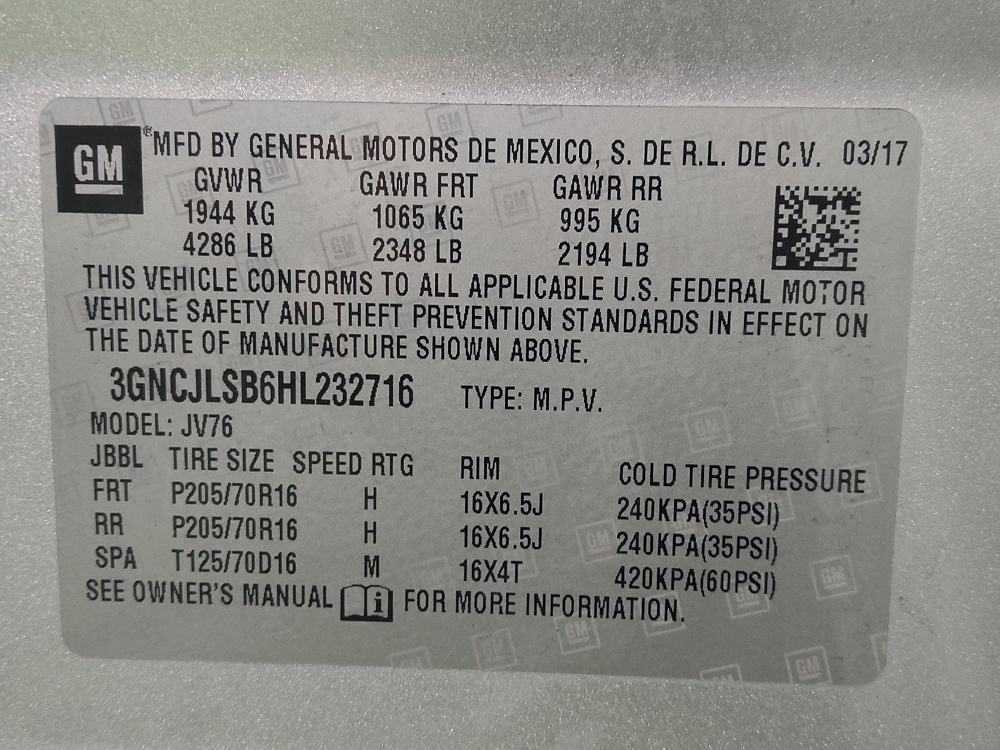 GM ® MFD BY GENERAL MOTORS DE MEXICO, S. DE R.L. DE C.V. 03/17
GVWR GAWR FRT GAWR RR
1944 KG 1065 KG 995 KG
4286 LB 2348 LB 2194 LB
THIS VEHICLE CONFORMS TO ALL APPLICABLE U.S. FEDERAL MOTOR
VEHICLE SAFETY AND THEFT PREVENTION STANDARDS IN EFFECT ON
THE DATE OF MANUFACTURE SHOWN ABOVE.
3GNCJLSB6HL232716 TYPE: M.P.V.
MODEL: JV76
JBBL TIRE SIZE SPEED RTG RIM COLD TIRE PRESSURE
FRT P205/70R16 H 16X6.5J 240KPA(35PSI)
RR P205/70R16 H 16X6.5J 240KPA(35PSI)
SPA T125/70D16 M 16X4T 420KPA(60PSI)
SEE OWNER'S MANUAL i FOR MORE INFORMATION.